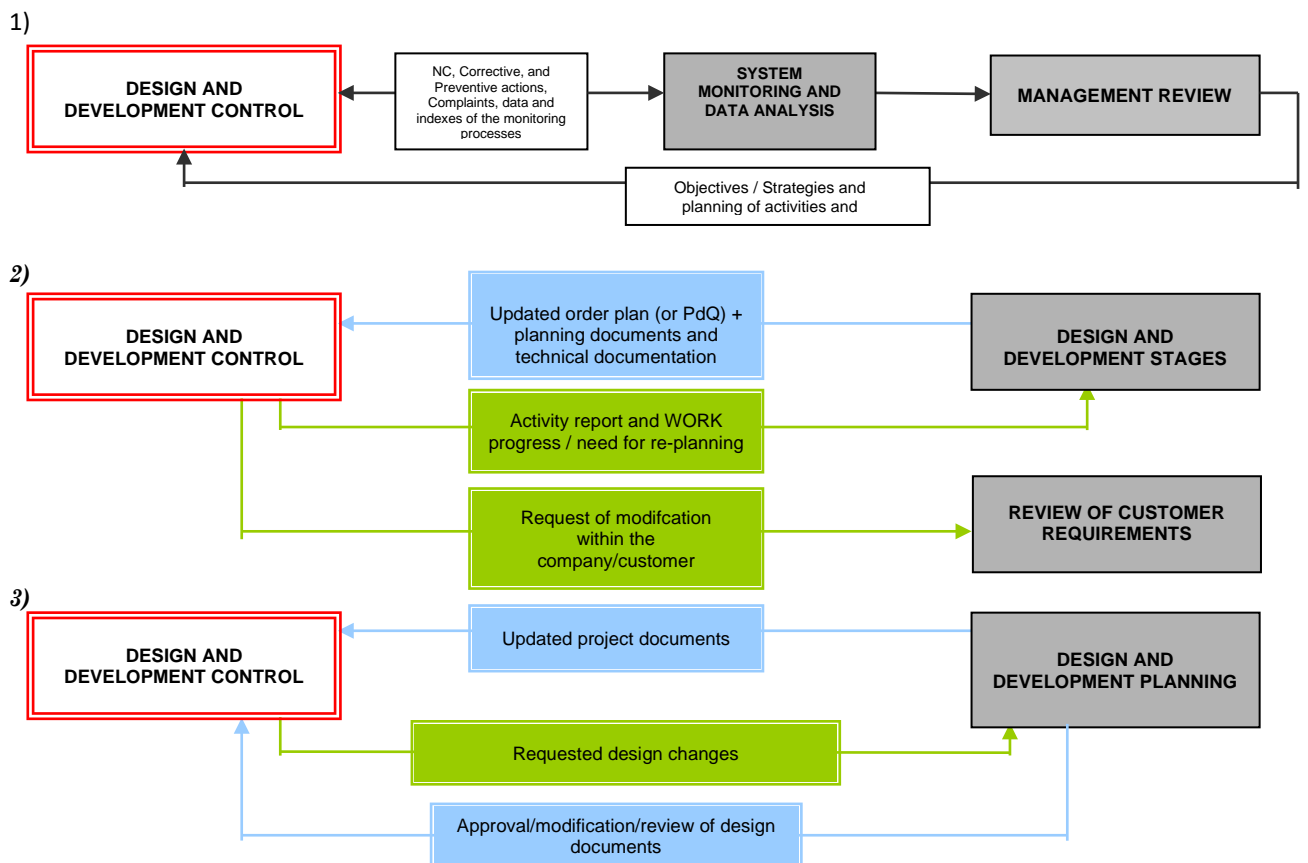 1)
DESIGN AND
DEVELOPMENT CONTROL
NC, Corrective, and
Preventive actions,
Complaints, data and
indexes of the monitoring
processes
SYSTEM
MONITORING AND
DATA ANALYSIS
MANAGEMENT REVIEW
Objectives / Strategies and
planning of activities and
2)
DESIGN AND
DEVELOPMENT CONTROL
Updated order plan (or PdQ) +
planning documents and
technical documentation
DESIGN AND
DEVELOPMENT STAGES
Activity report and WORK
progress / need for re-planning
Request of modifcation
within the
company/customer
REVIEW OF CUSTOMER
REQUIREMENTS
3)
DESIGN AND
DEVELOPMENT CONTROL
Updated project documents
DESIGN AND
DEVELOPMENT PLANNING
Requested design changes
Approval/modification/review of design
documents